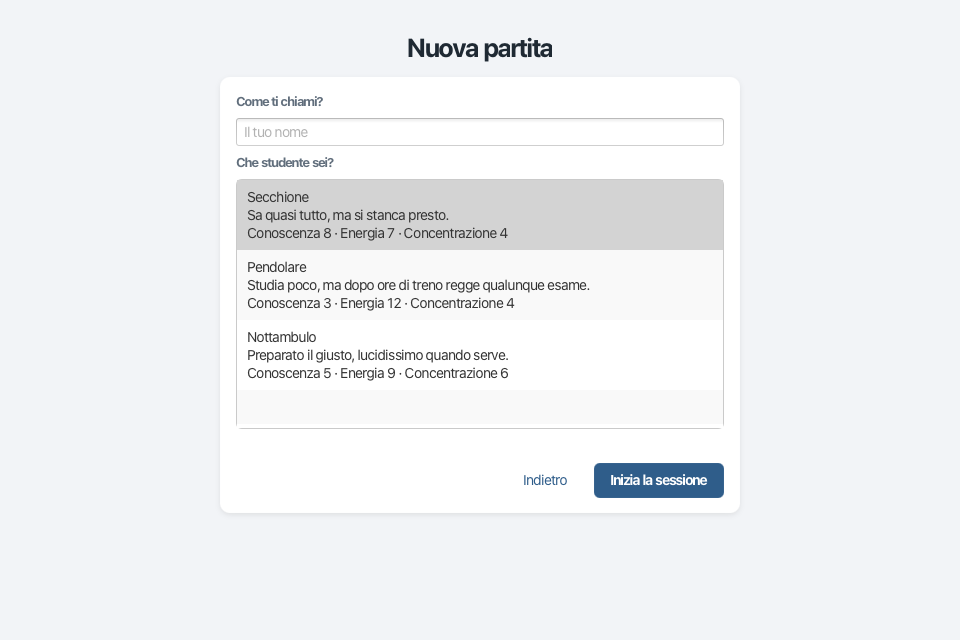 Nuova partita
Come ti chiami?
Il tuo nome
Che studente sei?
Secchione
Sa quasi tutto, ma si stanca presto.
Conoscenza 8 · Energia 7 · Concentrazione 4
Pendolare
Studia poco, ma dopo ore di treno regge qualunque esame.
Conoscenza 3 · Energia 12 · Concentrazione 4
Nottambulo
Preparato il giusto, lucidissimo quando serve.
Conoscenza 5 · Energia 9 · Concentrazione 6
Indietro
Inizia la sessione